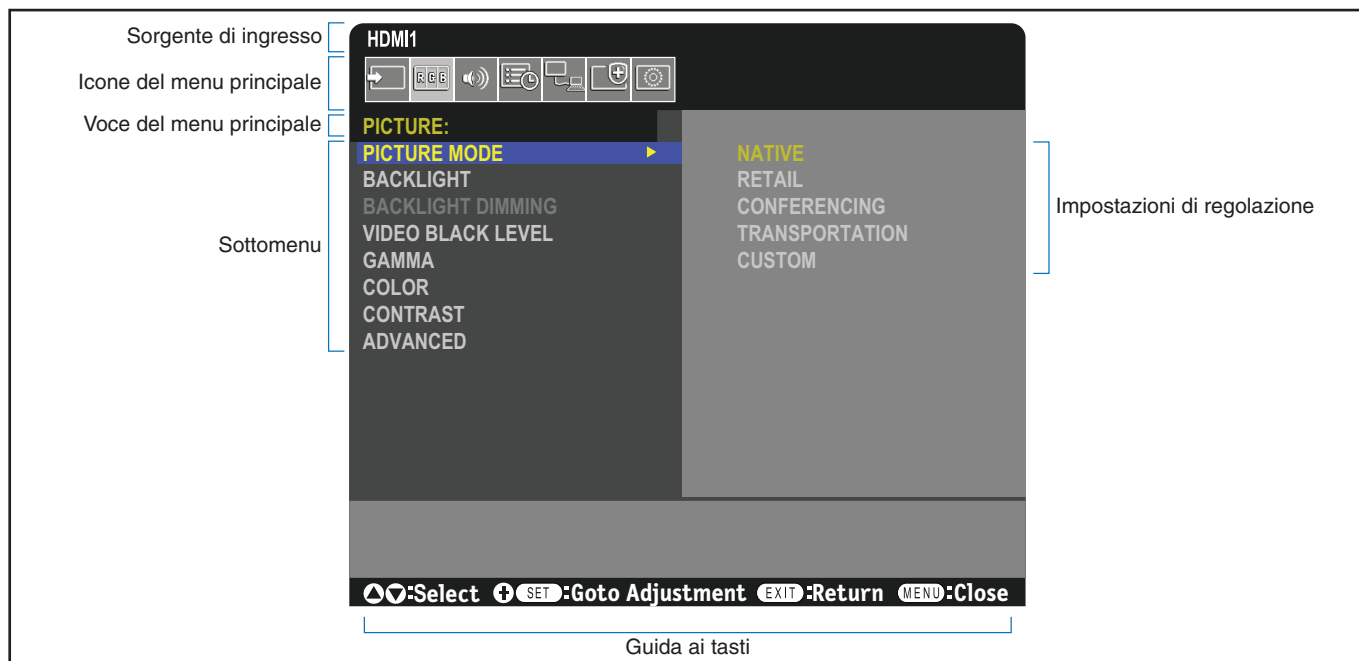 Sorgente di ingresso
HDMI1
Icone del menu principale
RGB
Voce del menu principale
PICTURE:
PICTURE MODE
NATIVE
BACKLIGHT
RETAIL
BACKLIGHT DIMMING
CONFERENCING
Impostazioni di regolazione
VIDEO BLACK LEVEL
TRANSPORTATION
Sottomenu
GAMMA
CUSTOM
COLOR
CONTRAST
ADVANCED
:Select SET:Goto Adjustment EXIT:Return MENU:Close
Guida ai tasti